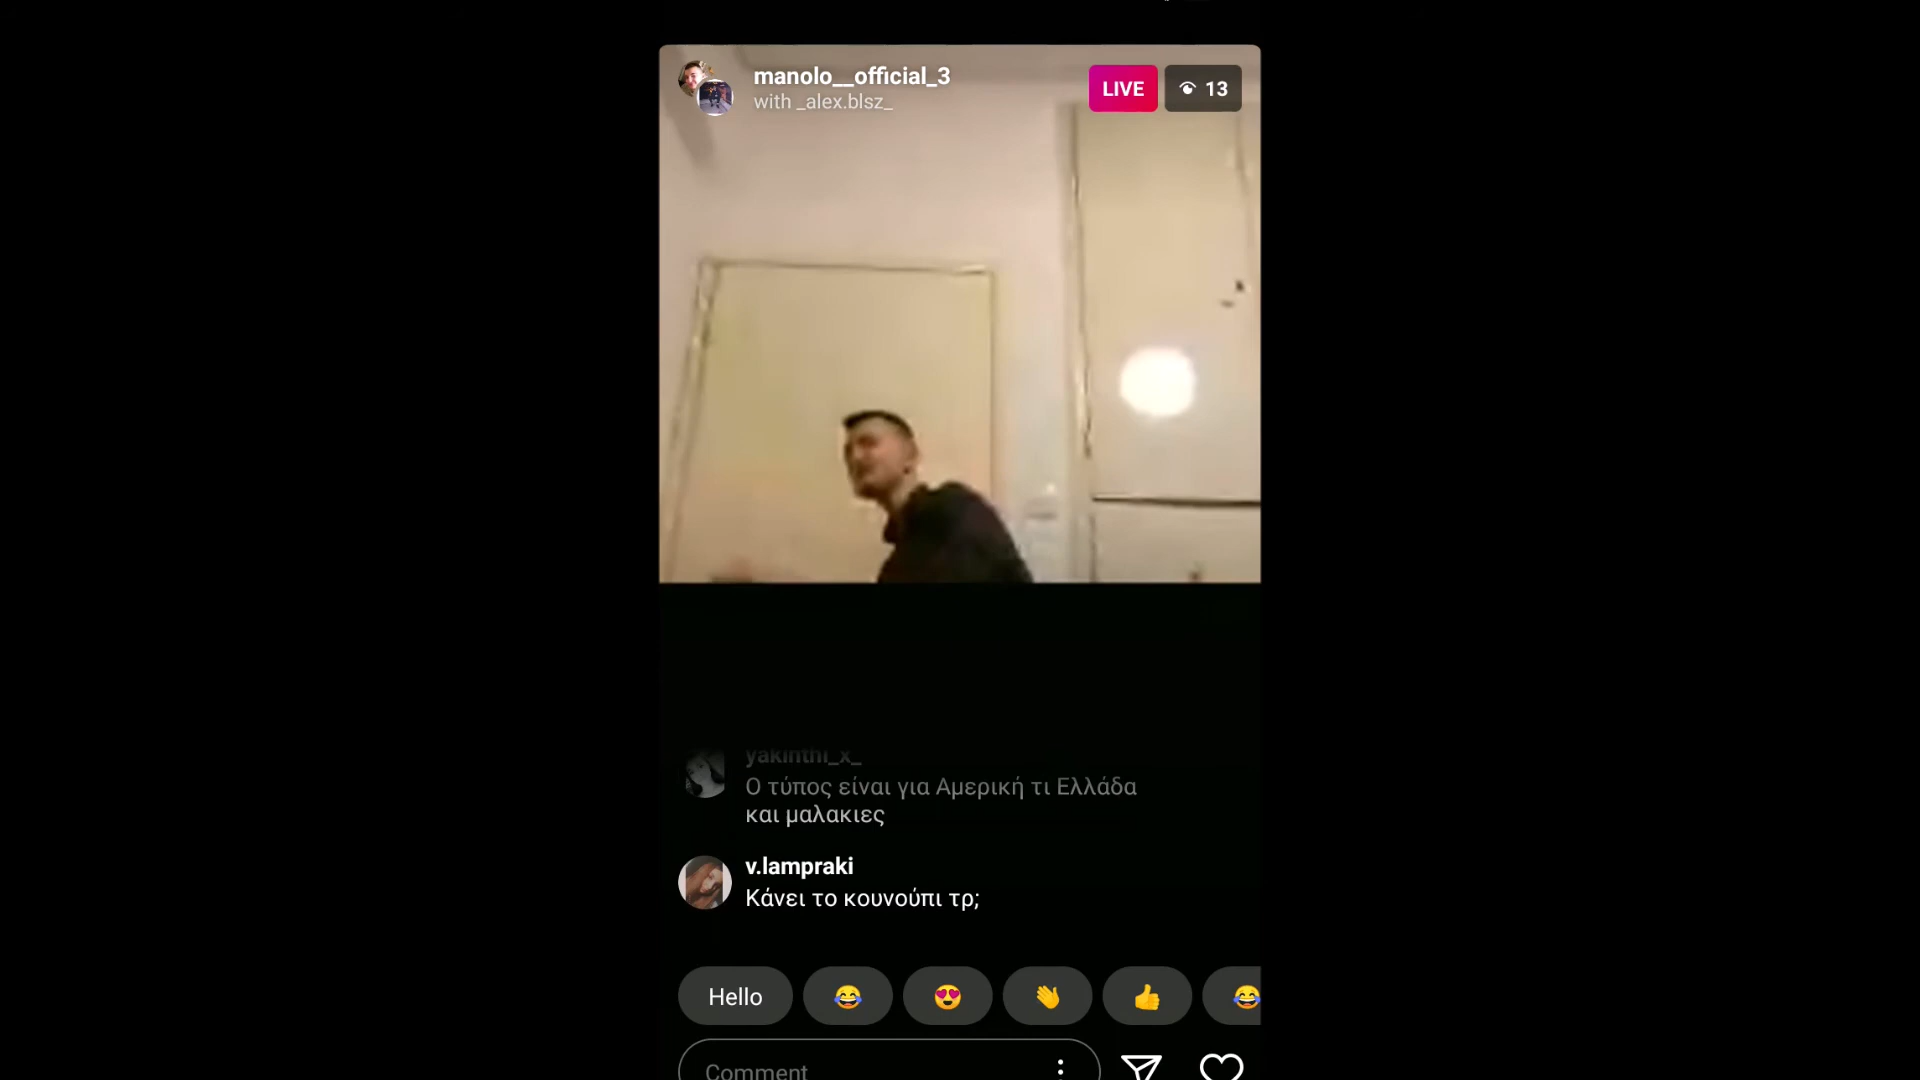 manolo__official_3
with _alex.blsz_
LIVE
13
yakinthi_x_
Ο τύπος είναι για Αμερική τι Ελλάδα
και μαλακιες
v.lampraki
Κάνει το κουνούπι τρ;
Hello
Comment